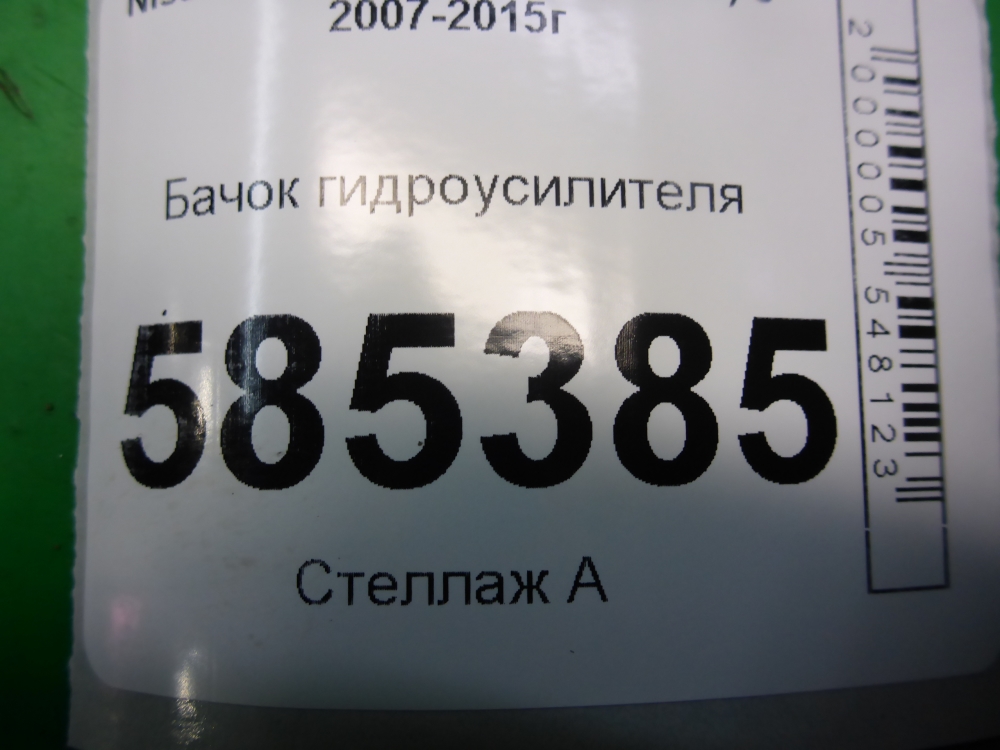 2007-2015г
Бачок гидроусилителя
585385
Стеллаж А
2000005548123